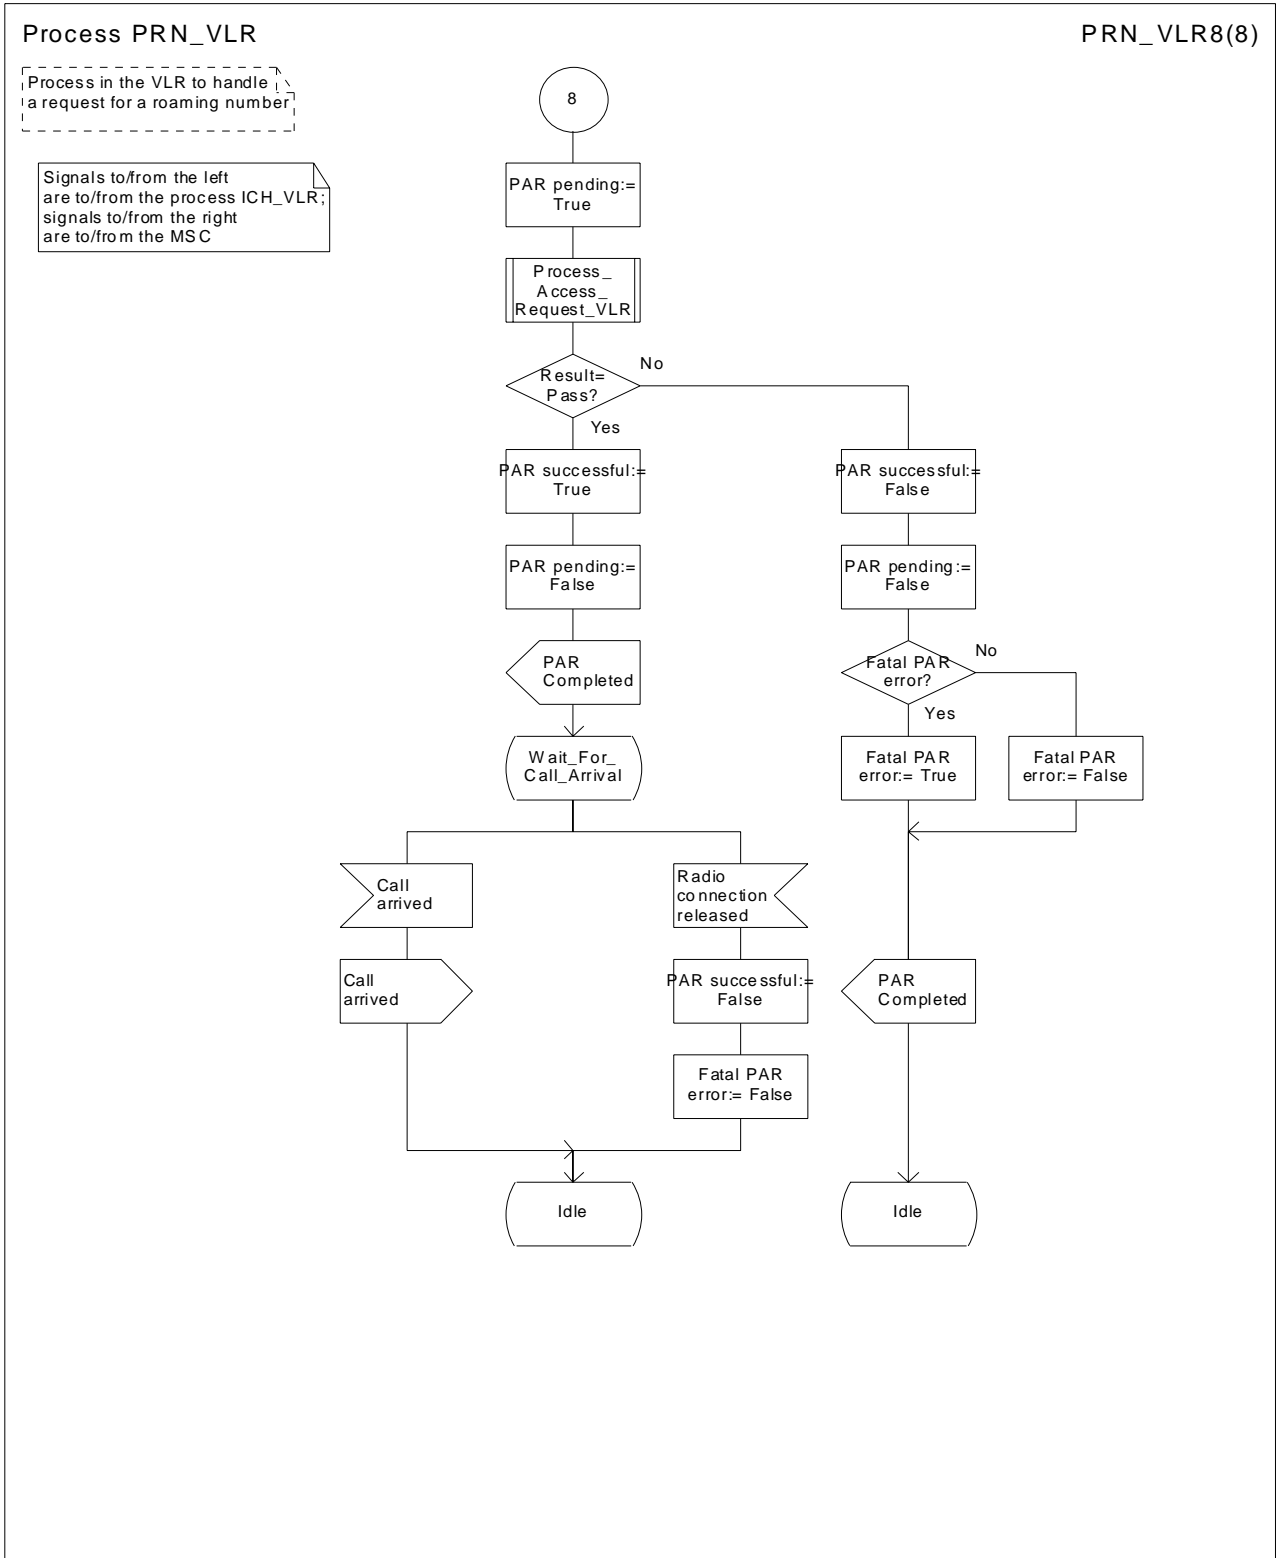 Process PRN_VLR
PRN_VLR8(8)
Process in the VLR to handle
a request for a roaming number
8
Signals to/from the left
are to/from the process ICH_VLR;
signals to/from the right
are to/from the MSC
PAR pending:=
True
Process_
Access_
Request_VLR
Result=
Pass?
No
Yes
PAR successful:=
True
PAR successful:=
False
PAR pending:=
False
PAR pending:=
False
PAR
Completed
Fatal PAR
error?
No
Yes
Wait_For_
Call_Arrival
Fatal PAR
error:= True
Fatal PAR
error:= False
Call
arrived
Radio
connection
released
Call
arrived
PAR successful:=
False
PAR
Completed
Fatal PAR
error:= False
Idle
Idle